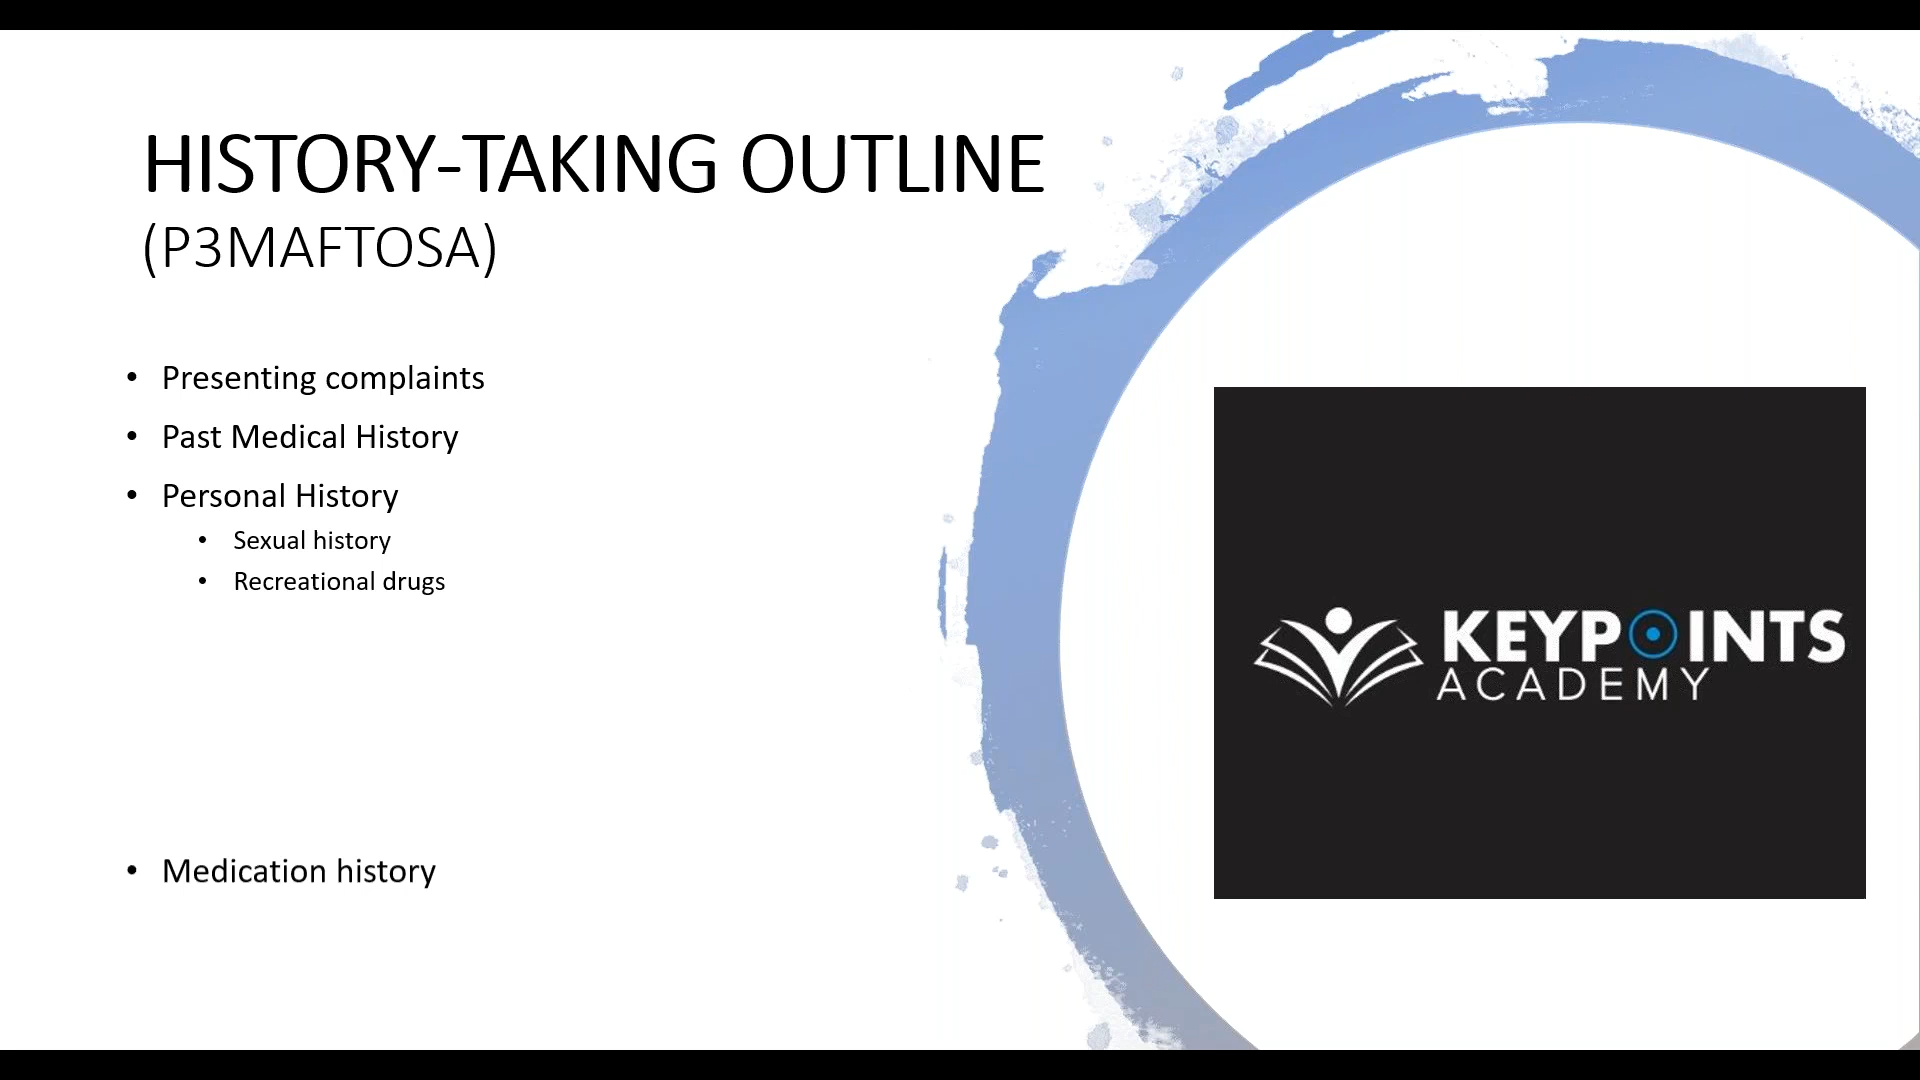 HISTORY-TAKING OUTLINE
(P3MAFTOSA)
• Presenting complaints
• Past Medical History
• Personal History
• Sexual history
• Recreational drugs
• Medication history
KEYPOINTS
ACADEMY